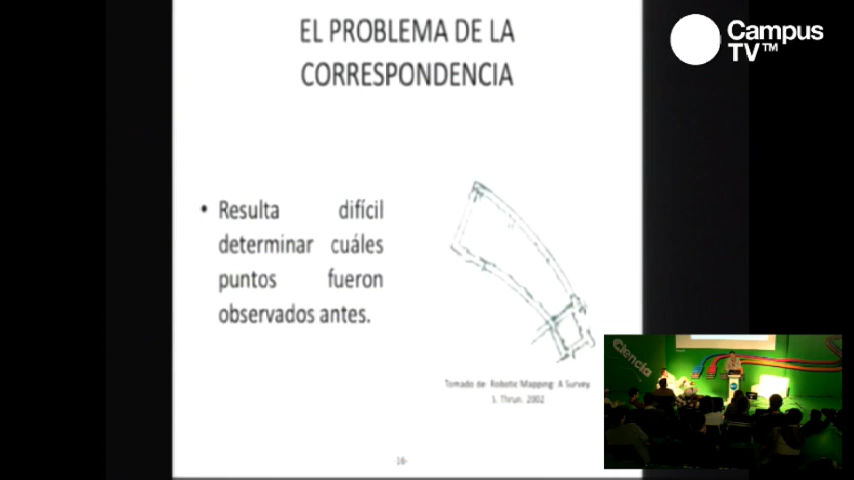 EL PROBLEMA DE LA
CORRESPONDENCIA
Campus
TV™
• Resulta difícil
determinar cuáles
puntos fueron
observados antes.
Tomado de: Robotic Mapping: A Survey
S. Thrun. 2002
-16-
Ciencia